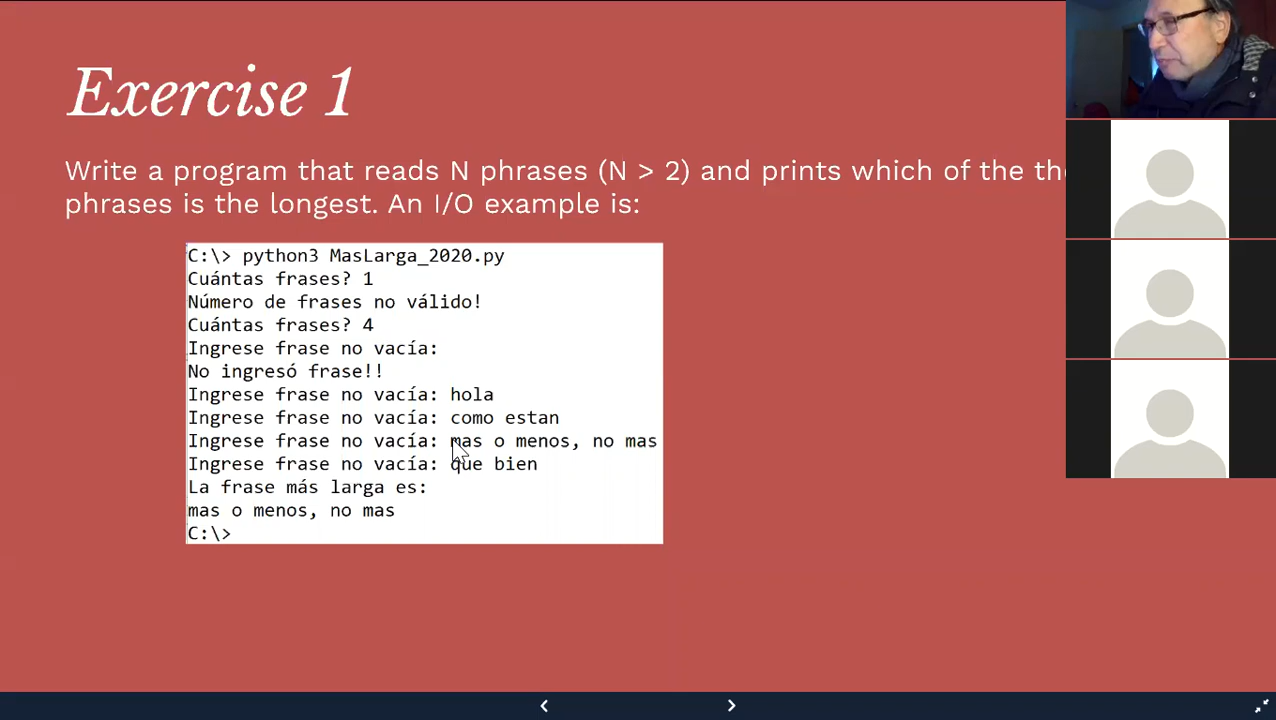 Exercise 1
Write a program that reads N phrases (N > 2) and prints which of the
phrases is the longest. An I/O example is:
C:\> python3 MasLarga_2020.py
Cuántas frases? 1
Número de frases no válido!
Cuántas frases? 4
Ingrese frase no vacía:
No ingresó frase!!
Ingrese frase no vacía: hola
Ingrese frase no vacía: como estan
Ingrese frase no vacía: mas o menos, no mas
Ingrese frase no vacía: que bien
La frase más larga es:
mas o menos, no mas
C:\>